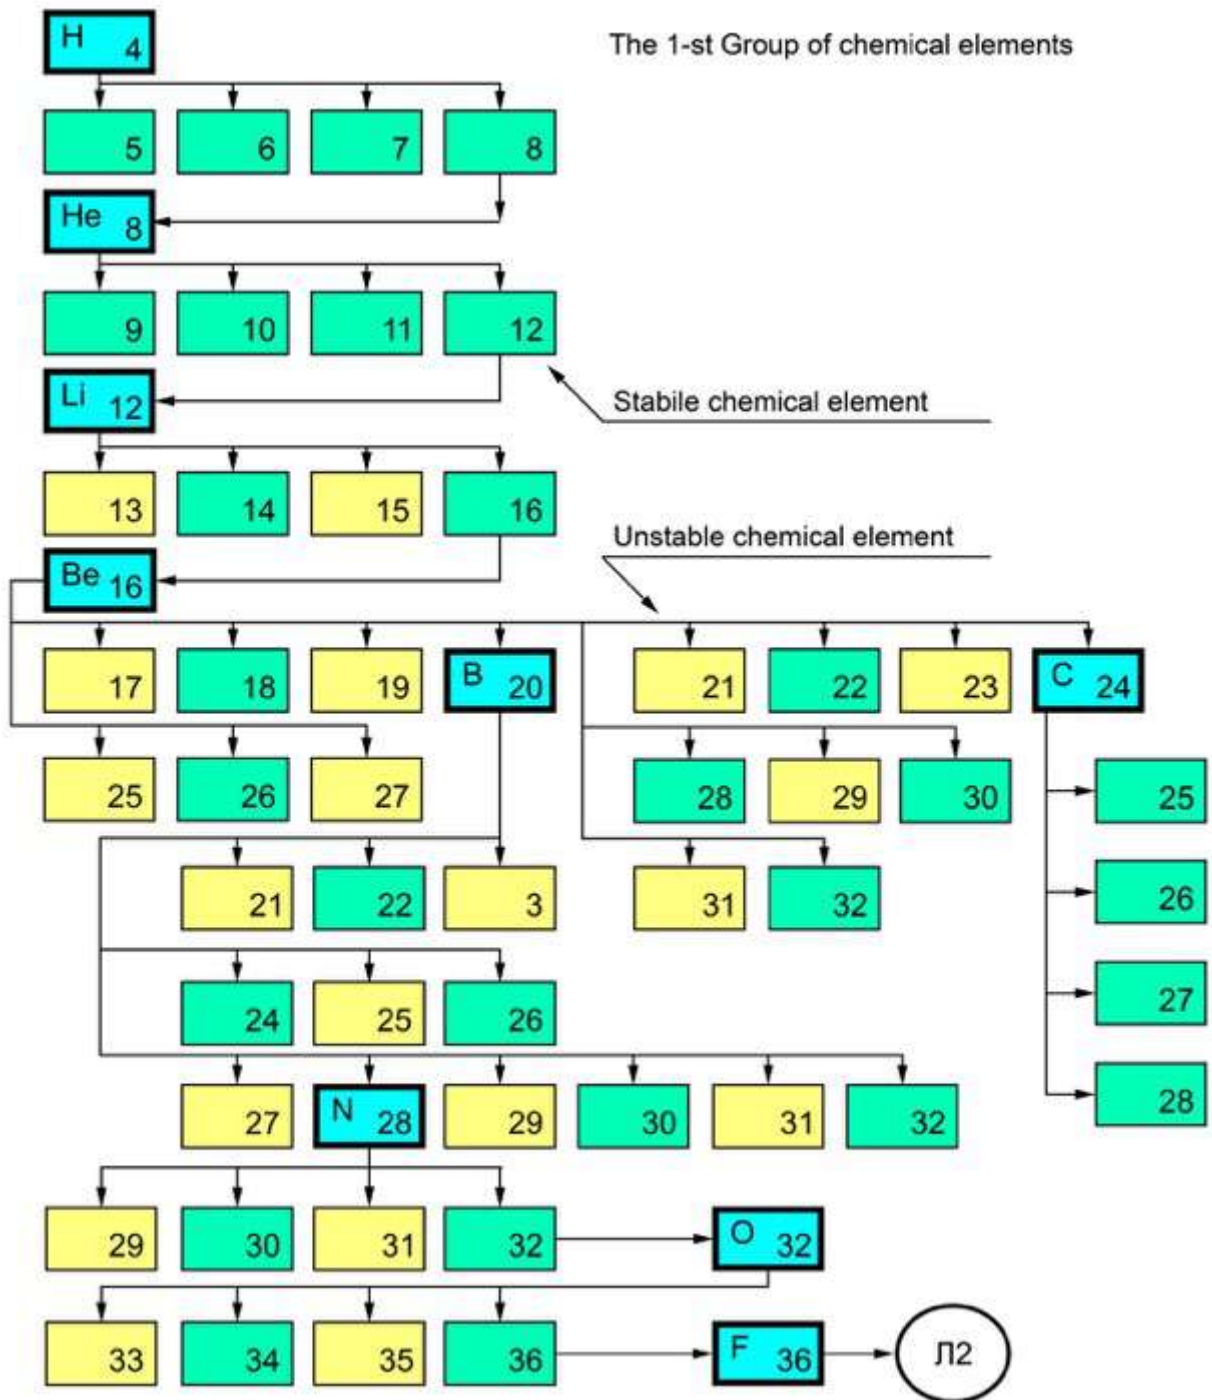 H 4
The 1-st Group of chemical elements
5 6 7 8
He 8
9 10 11 12
Li 12
Stabile chemical element
13 14 15 16
Unstable chemical element
Be 16
17 18 19 B 20 21 22 23 C 24
25 26 27 28 29 30 25
21 22 3 31 32 26
24 25 26 27
27 N 28 29 30 31 32 28
29 30 31 32 O 32
33 34 35 36 F 36 Л2